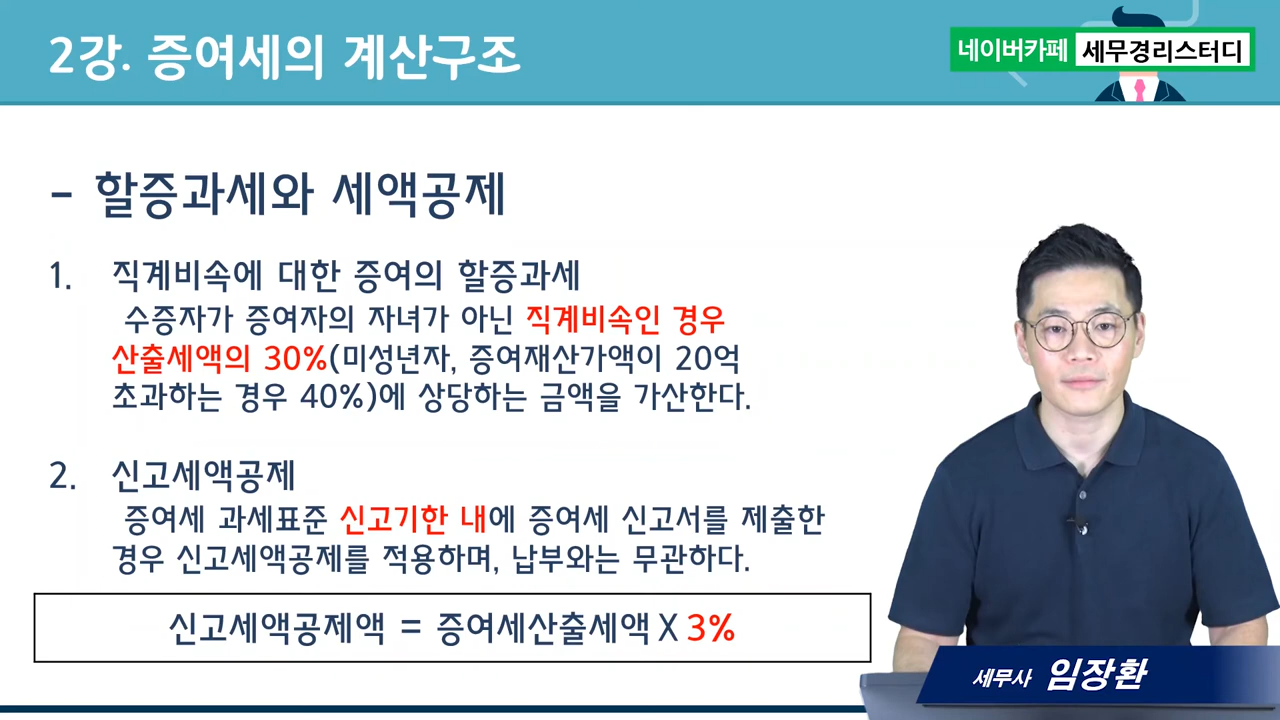 2강. 증여세의 계산구조
네이버카페 세무경리스터디
- 할증과세와 세액공제
1. 직계비속에 대한 증여의 할증과세
수증자가 증여자의 자녀가 아닌 직계비속인 경우
산출세액의 30%(미성년자, 증여재산가액이 20억
초과하는 경우 40%)에 상당하는 금액을 가산한다.
2. 신고세액공제
증여세 과세표준 신고기한 내에 증여세 신고서를 제출한
경우 신고세액공제를 적용하며, 납부와는 무관하다.
신고세액공제액 = 증여세산출세액 X 3%
세무사 임장환